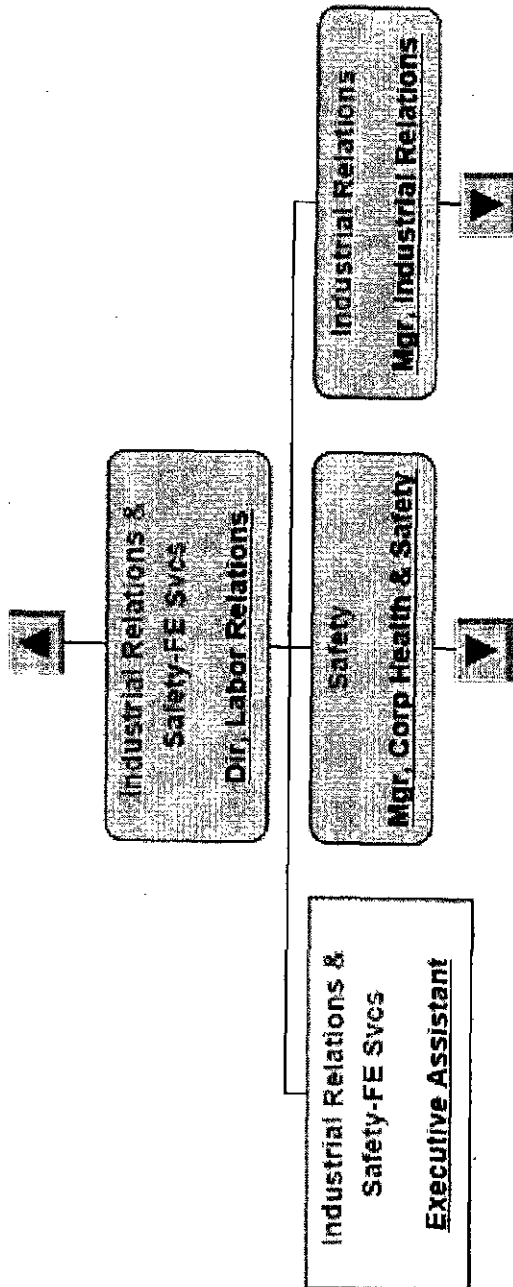 Industrial Relations &
Safety-FE Svcs
Dir, Labor Relations
Industrial Relations &
Safety-FE Svcs
Executive Assistant
Safety
Mgr, Corp Health & Safety
Industrial Relations
Mgr, Industrial Relations